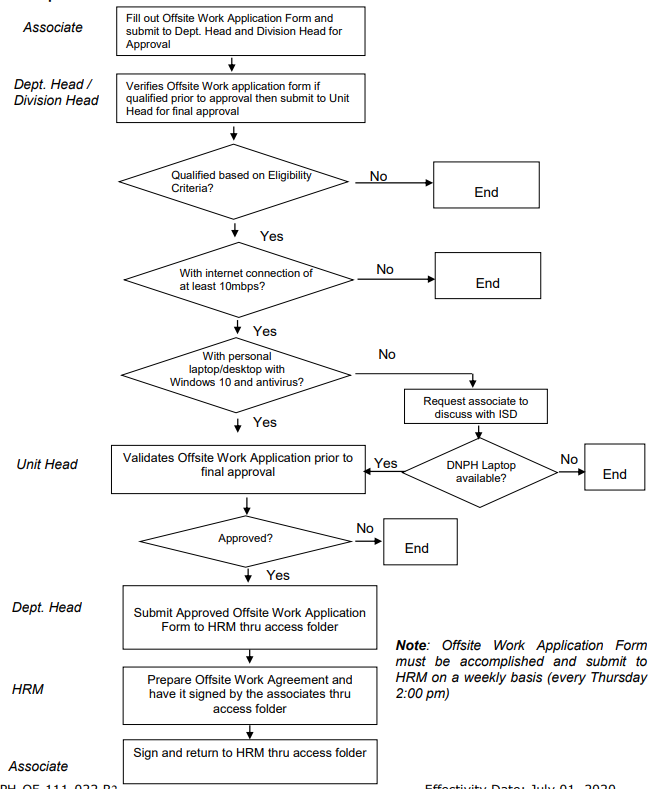 Associate
Fill out Offsite Work Application Form and
submit to Dept. Head and Division Head for
Approval
Dept. Head /
Division Head
Verifies Offsite Work application form if
qualified prior to approval then submit to Unit
Head for final approval
Qualified based on Eligibility
Criteria?
No
End
Yes
With internet connection of
at least 10mbps?
No
End
Yes
With personal
laptop/desktop with
Windows 10 and antivirus?
No
Request associate to
discuss with ISD
Yes
Unit Head
Validates Offsite Work Application prior to
final approval
Yes
DNPH Laptop
available?
No
End
Approved?
No
End
Yes
Dept. Head
Submit Approved Offsite Work Application
Form to HRM thru access folder
Note: Offsite Work Application Form
must be accomplished and submit to
HRM on a weekly basis (every Thursday
2:00 pm)
HRM
Prepare Offsite Work Agreement and
have it signed by the associates thru
access folder
Associate
Sign and return to HRM thru access folder
Effectivity Date: July 01, 2020